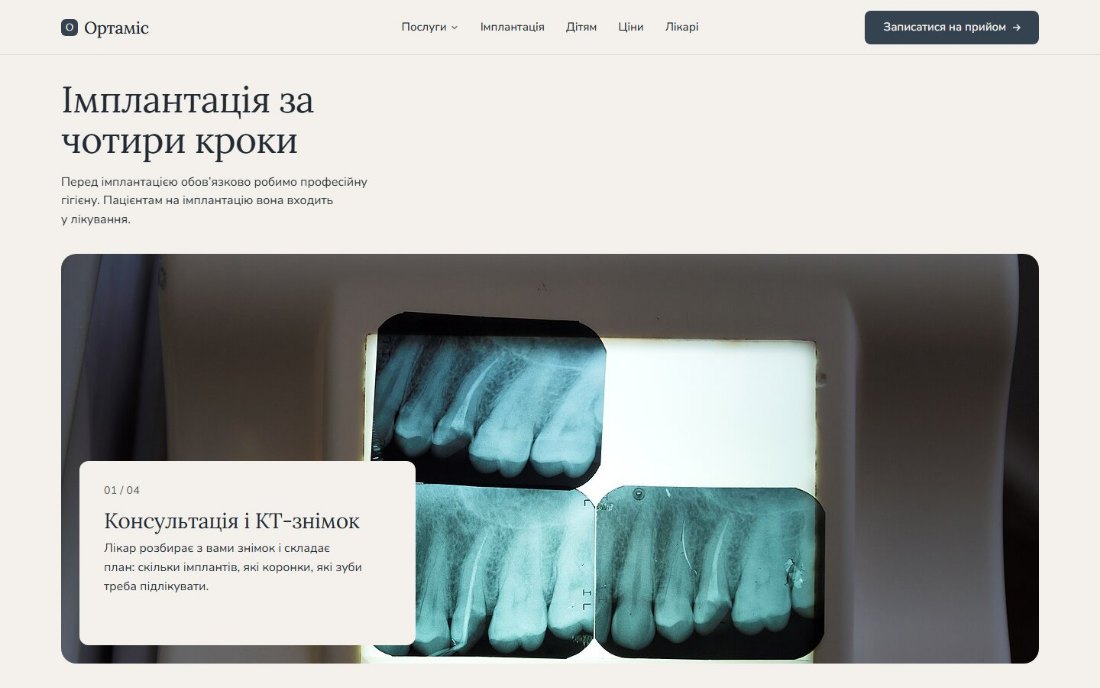 О Ортаміс
Послуги Імплантація Дітям Ціни Лікарі
Записатися на прийом →
Імплантація за
чотири кроки
Перед імплантацією обов'язково робимо професійну
гігієну. Пацієнтам на імплантацію вона входить
у лікування.
01 / 04
Консультація і КТ-знімок
Лікар розбирає з вами знімок і складає
план: скільки імплантів, які коронки, які зуби
треба підлікувати.